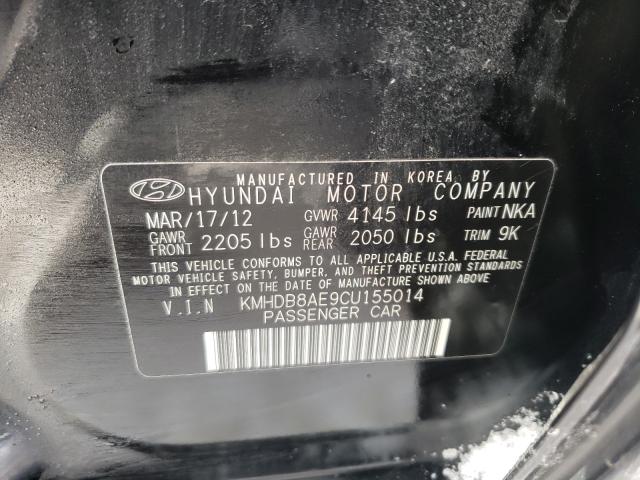 MANUFACTURED IN KOREA BY
HYUNDAI MOTOR COMPANY
MAR/17/12 GVWR 4145 lbs PAINT NKA
GAWR FRONT 2205 lbs GAWR REAR 2050 lbs TRIM 9K
THIS VEHICLE CONFORMS TO ALL APPLICABLE U.S.A. FEDERAL
MOTOR VEHICLE SAFETY, BUMPER, AND THEFT PREVENTION STANDARDS
IN EFFECT ON THE DATE OF MANUFACTURE SHOWN ABOVE
V.I.N KMHDB8AE9CU155014
PASSENGER CAR